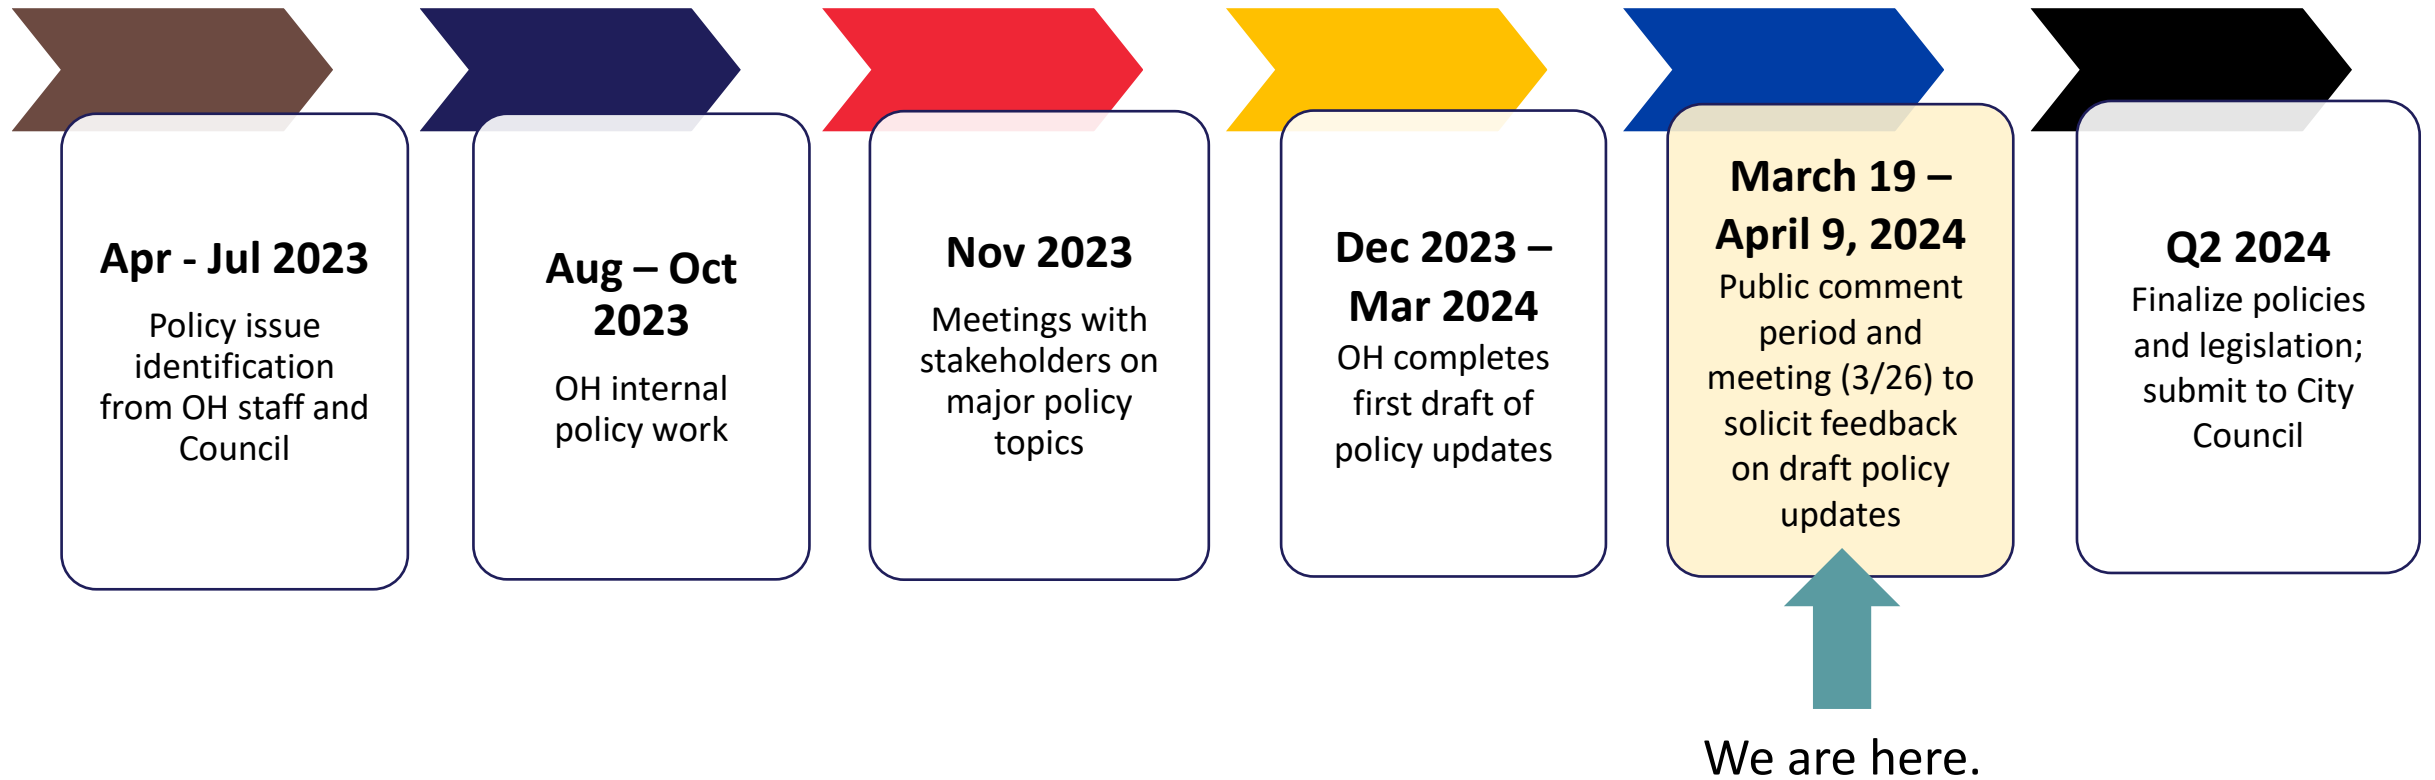 Apr - Jul 2023
Policy issue
identification
from OH staff and
Council
Aug – Oct
2023
OH internal
policy work
Nov 2023
Meetings with
stakeholders on
major policy
topics
Dec 2023 –
Mar 2024
OH completes
first draft of
policy updates
March 19 –
April 9, 2024
Public comment
period and
meeting (3/26) to
solicit feedback
on draft policy
updates
Q2 2024
Finalize policies
and legislation;
submit to City
Council
We are here.